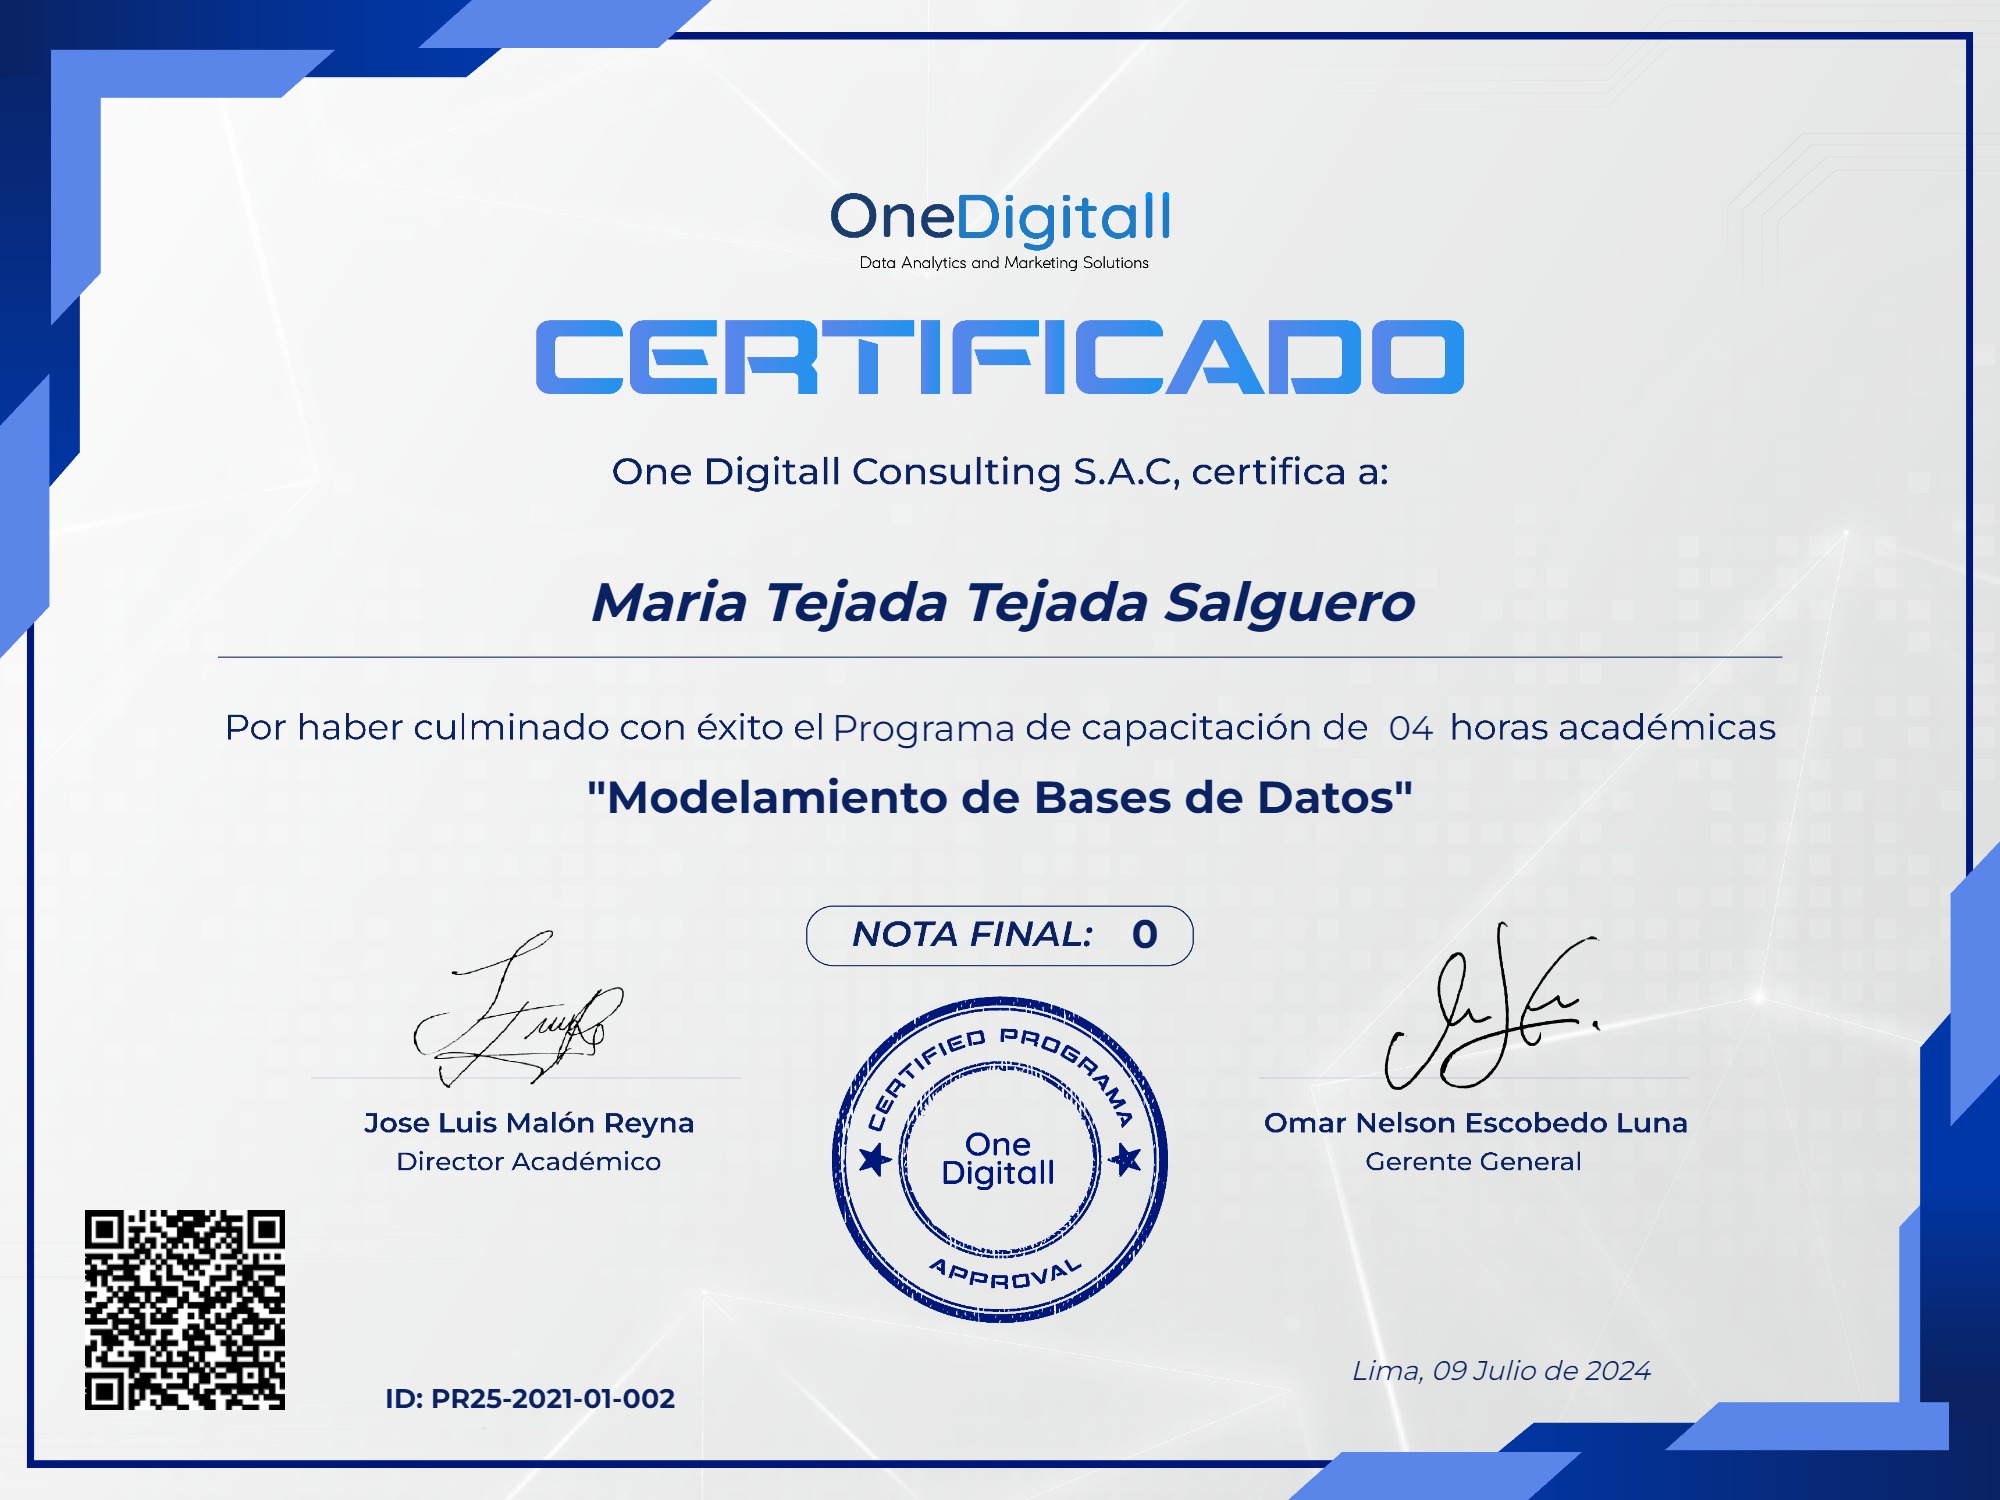 OneDigitall
Data Analytics and Marketing Solutions
CERTIFICADO
One Digitall Consulting S.A.C, certifica a:
Maria Tejada Tejada Salguero
Por haber culminado con éxito el Programa de capacitación de 04 horas académicas
"Modelamiento de Bases de Datos"
NOTA FINAL: 0
CERTIFIED PROGRAMA
One
Digitall
APPROVAL
Jose Luis Malón Reyna
Director Académico
Omar Nelson Escobedo Luna
Gerente General
Lima, 09 Julio de 2024
ID: PR25-2021-01-002